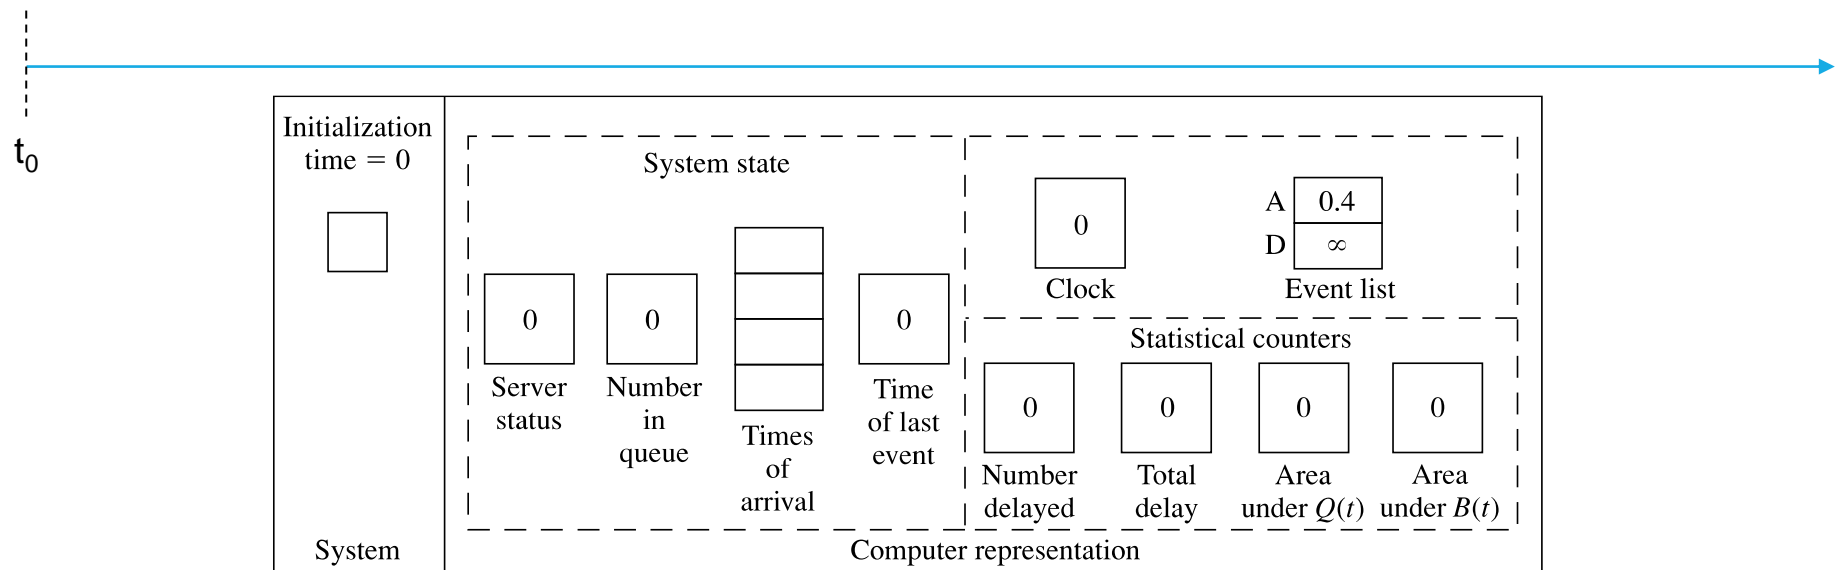 t0
Initialization
time = 0
System
System state
0
Server
status
0
Number
in
queue
Times
of
arrival
0
Time
of last
event
0
Clock
A 0.4
D ∞
Event list
Statistical counters
0
Number
delayed
0
Total
delay
0
Area
under Q(t)
0
Area
under B(t)
Computer representation